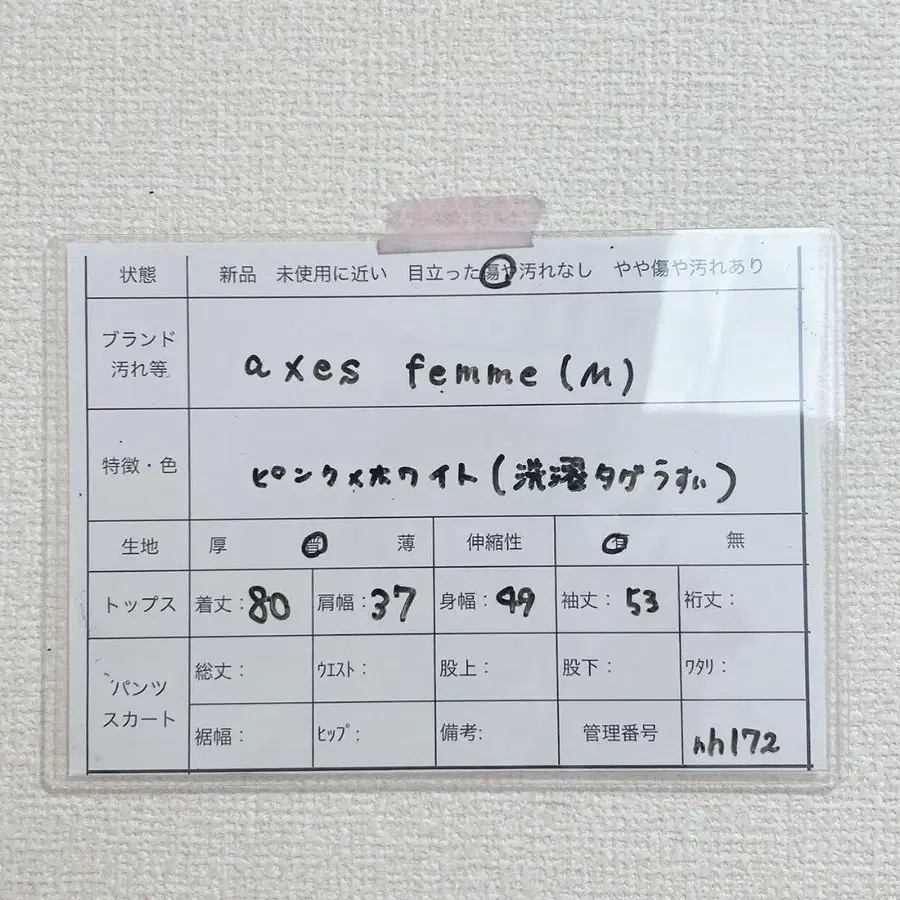 状態 新品 未使用に近い 目立った傷や汚れなし やや傷や汚れあり
ブランド
汚れ等
axes femme (M)
特徴・色 ピンク×ホワイト(洗濯タグうすい)
生地 厚 普 薄 伸縮性 有 無
トップス 着丈:80 肩幅:37 身幅:49 袖丈:53 裄丈:
パンツ
スカート
総丈: ウエスト: 股上: 股下: ワタリ:
裾幅: ヒップ: 備考: 管理番号 nh172